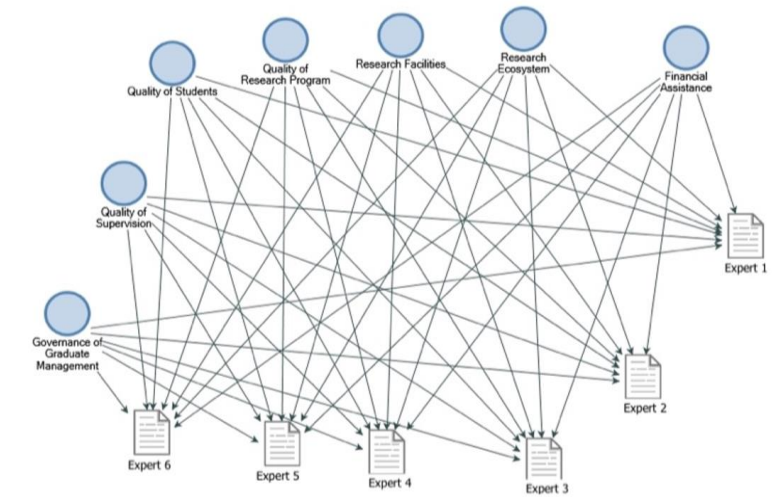 Quality of Students
Quality of
Research Program
Research Facilities
Research
Ecosystem
Financial
Assistance
Quality of
Supervision
Expert 1
Governance of
Graduate
Management
Expert 2
Expert 6
Expert 5
Expert 4
Expert 3